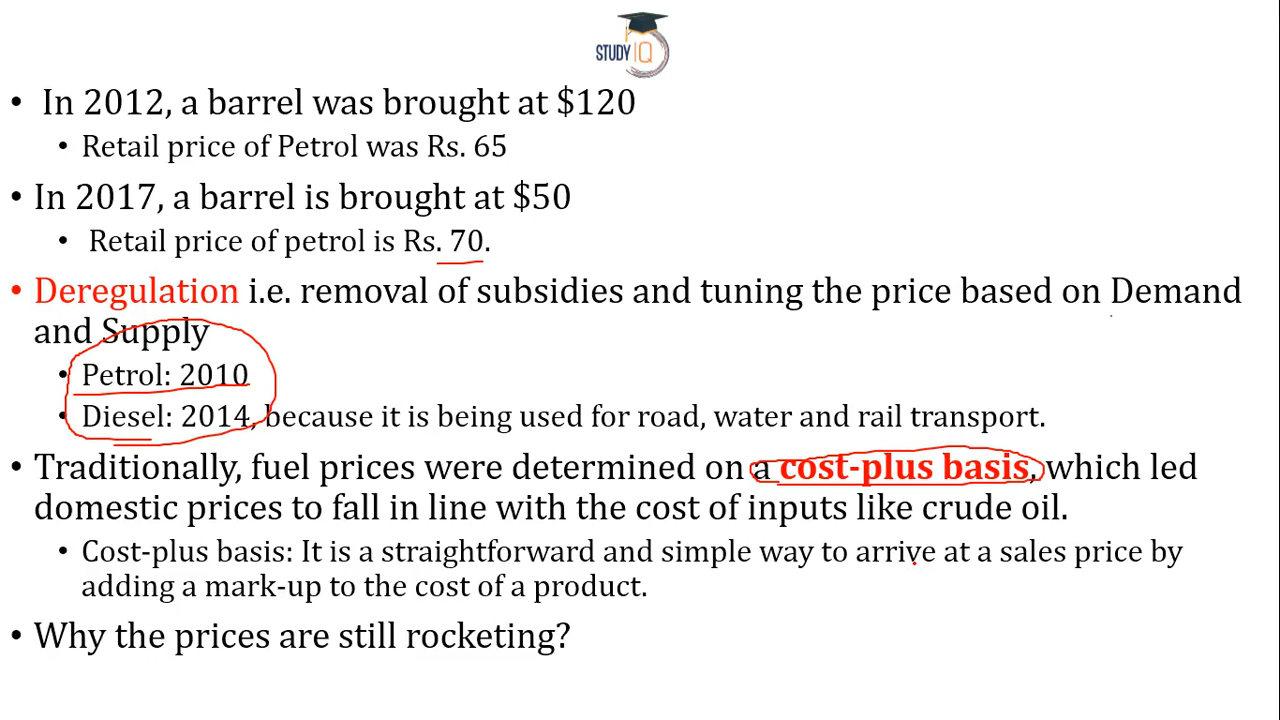 STUDY IQ
• In 2012, a barrel was brought at $120
• Retail price of Petrol was Rs. 65
• In 2017, a barrel is brought at $50
• Retail price of petrol is Rs. 70.
• Deregulation i.e. removal of subsidies and tuning the price based on Demand
and Supply
• Petrol: 2010
• Diesel: 2014, because it is being used for road, water and rail transport.
• Traditionally, fuel prices were determined on a cost-plus basis, which led
domestic prices to fall in line with the cost of inputs like crude oil.
• Cost-plus basis: It is a straightforward and simple way to arrive at a sales price by
adding a mark-up to the cost of a product.
• Why the prices are still rocketing?